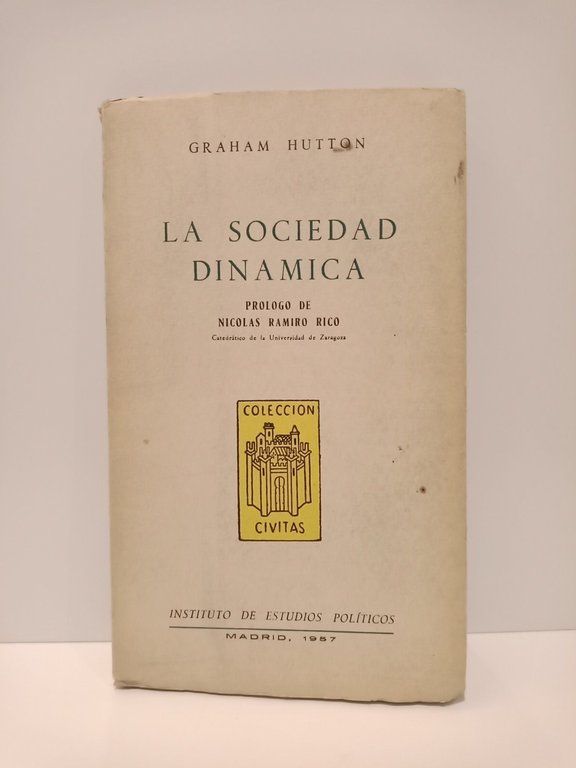 GRAHAM HUTTON
LA SOCIEDAD
DINAMICA
PROLOGO DE
NICOLAS RAMIRO RICO
Catedrático de la Universidad de Zaragoza
COLECCION
CIVITAS
INSTITUTO DE ESTUDIOS POLÍTICOS
MADRID, 1957